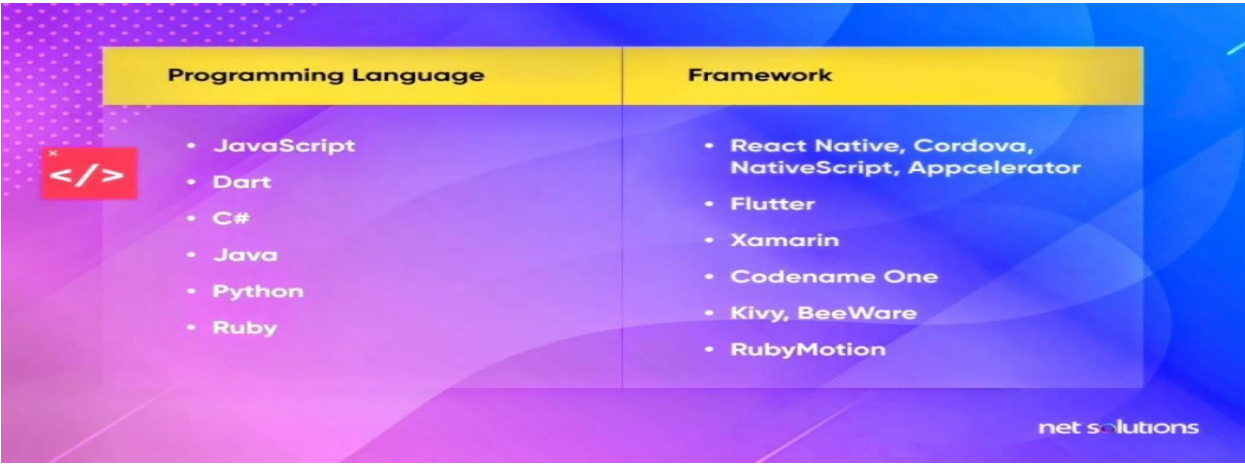 Programming Language
Framework
• JavaScript
• Dart
• C#
• Java
• Python
• Ruby
• React Native, Cordova,
NativeScript, Appcelerator
• Flutter
• Xamarin
• Codename One
• Kivy, BeeWare
• RubyMotion
</>
net solutions